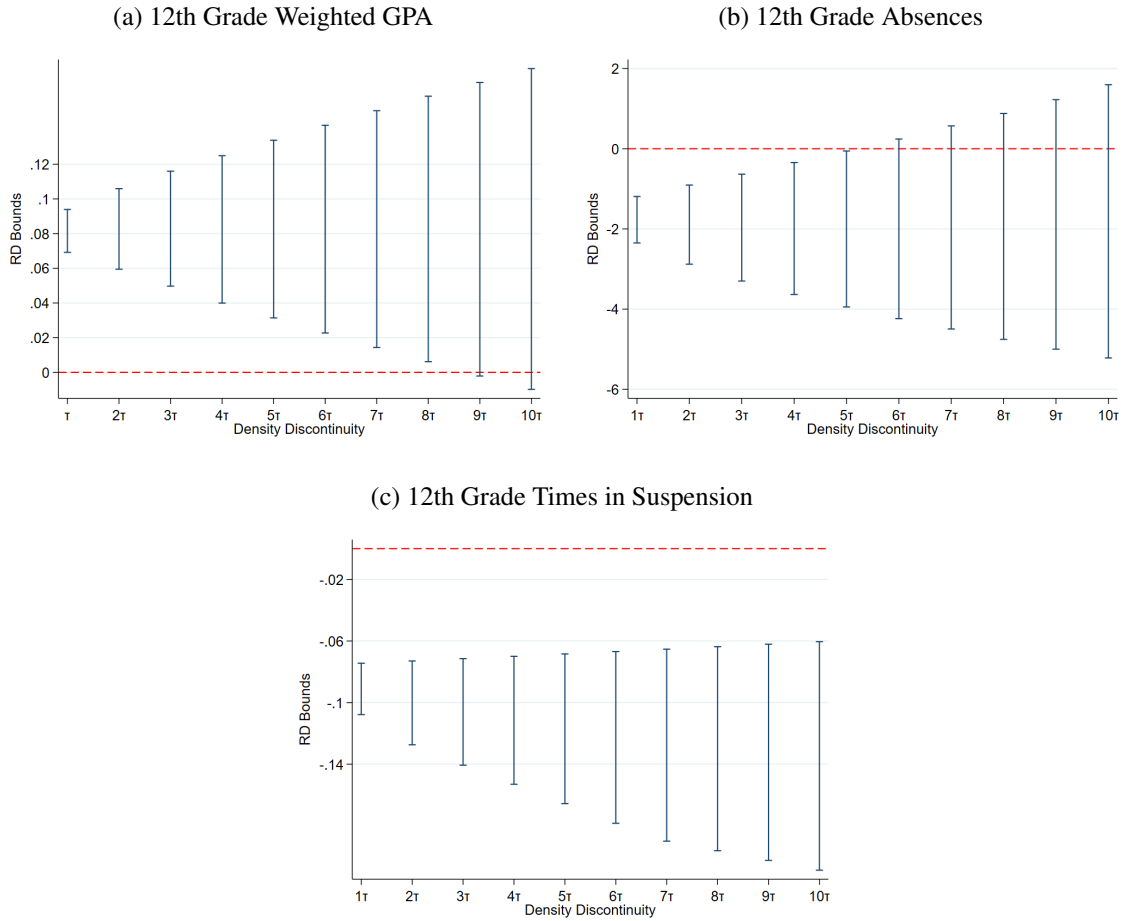 (a) 12th Grade Weighted GPA
.12
.1
.08
.06
.04
.02
0
RD Bounds
τ 2τ 3τ 4τ 5τ 6τ 7τ 8τ 9τ 10τ
Density Discontinuity
(b) 12th Grade Absences
2
0
-2
-4
-6
RD Bounds
1τ 2τ 3τ 4τ 5τ 6τ 7τ 8τ 9τ 10τ
Density Discontinuity
(c) 12th Grade Times in Suspension
-.02
-.06
-.1
-.14
RD Bounds
1τ 2τ 3τ 4τ 5τ 6τ 7τ 8τ 9τ 10τ
Density Discontinuity